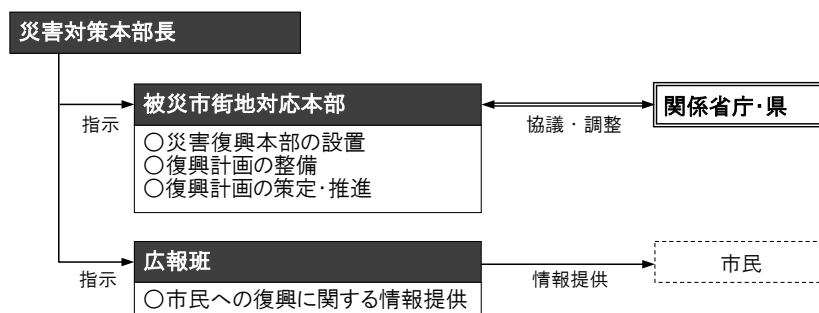 災害対策本部長
被災市街地対応本部
関係省庁・県
指示
協議・調整
〇災害復興本部の設置
〇復興計画の整備
〇復興計画の策定・推進
広報班
市民
指示
情報提供
〇市民への復興に関する情報提供